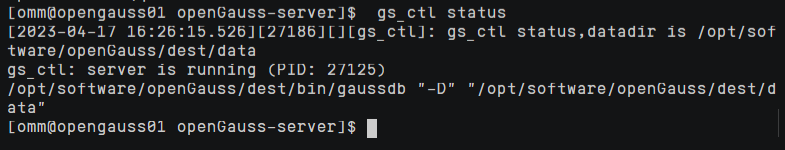 [omm@opengauss01 openGauss-server]$  gs_ctl status
[2023-04-17 16:26:15.526][27186][][gs_ctl]: gs_ctl status,datadir is /opt/sof
tware/openGauss/dest/data
gs_ctl: server is running (PID: 27125)
/opt/software/openGauss/dest/bin/gaussdb "-D" "/opt/software/openGauss/dest/d
ata"
[omm@opengauss01 openGauss-server]$